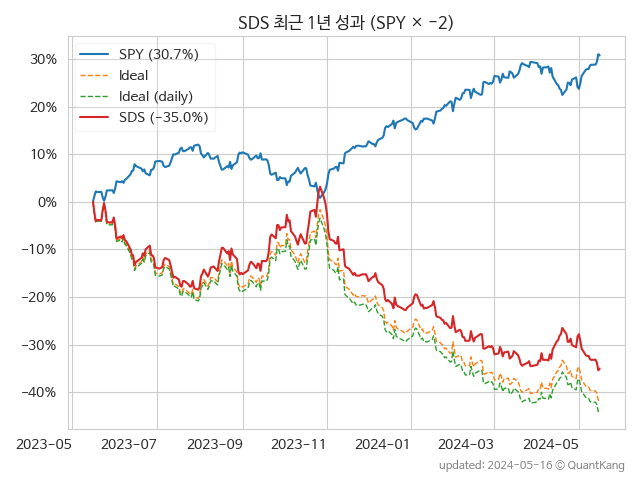 SDS 최근 1년 성과 (SPY × −2)
SPY (30.7%)
Ideal
Ideal (daily)
SDS (−35.0%)
30%
20%
10%
0%
−10%
−20%
−30%
−40%
2023-05 2023-07 2023-09 2023-11 2024-01 2024-03 2024-05
updated: 2024-05-16 © QuantKang